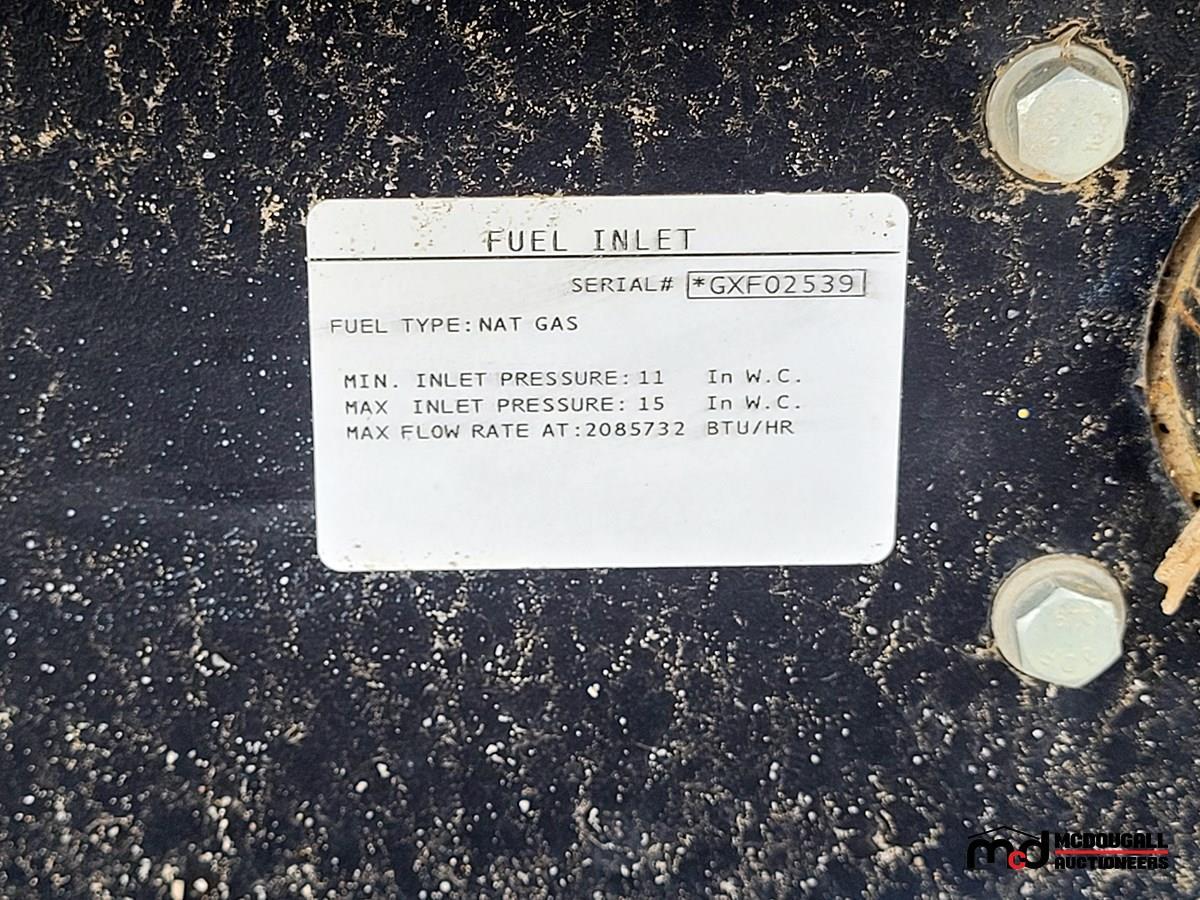 FUEL INLET
SERIAL# *GXF02539
FUEL TYPE: NAT GAS
MIN. INLET PRESSURE: 11 In W.C.
MAX INLET PRESSURE: 15 In W.C.
MAX FLOW RATE AT: 2085732 BTU/HR
mcd MCDOUGALL
AUCTIONEERS